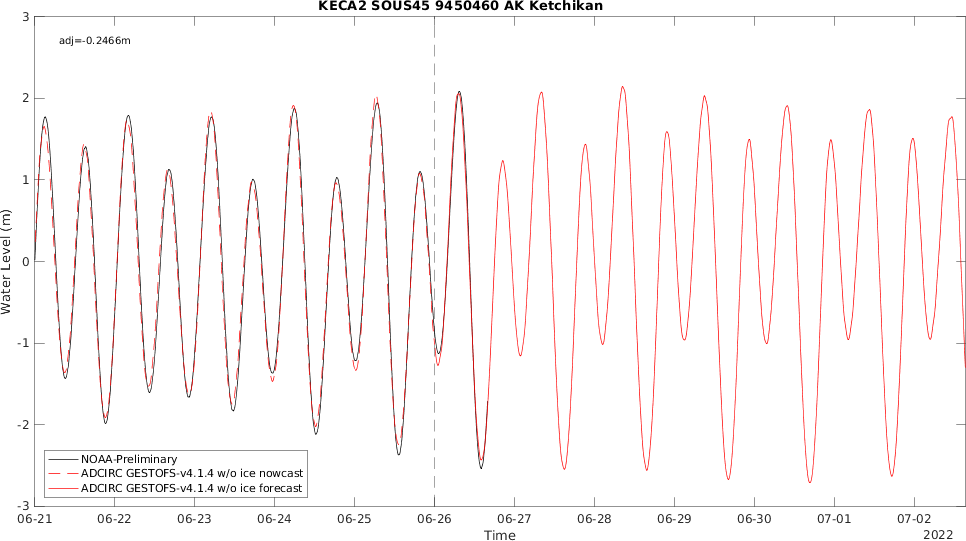 KECA2 SOUS45 9450460 AK Ketchikan
adj=-0.2466m
3
2
1
0
-1
-2
-3
Water Level (m)
NOAA-Preliminary
ADCIRC GESTOFS-v4.1.4 w/o ice nowcast
ADCIRC GESTOFS-v4.1.4 w/o ice forecast
06-21 06-22 06-23 06-24 06-25 06-26 06-27 06-28 06-29 06-30 07-01 07-02
Time
2022